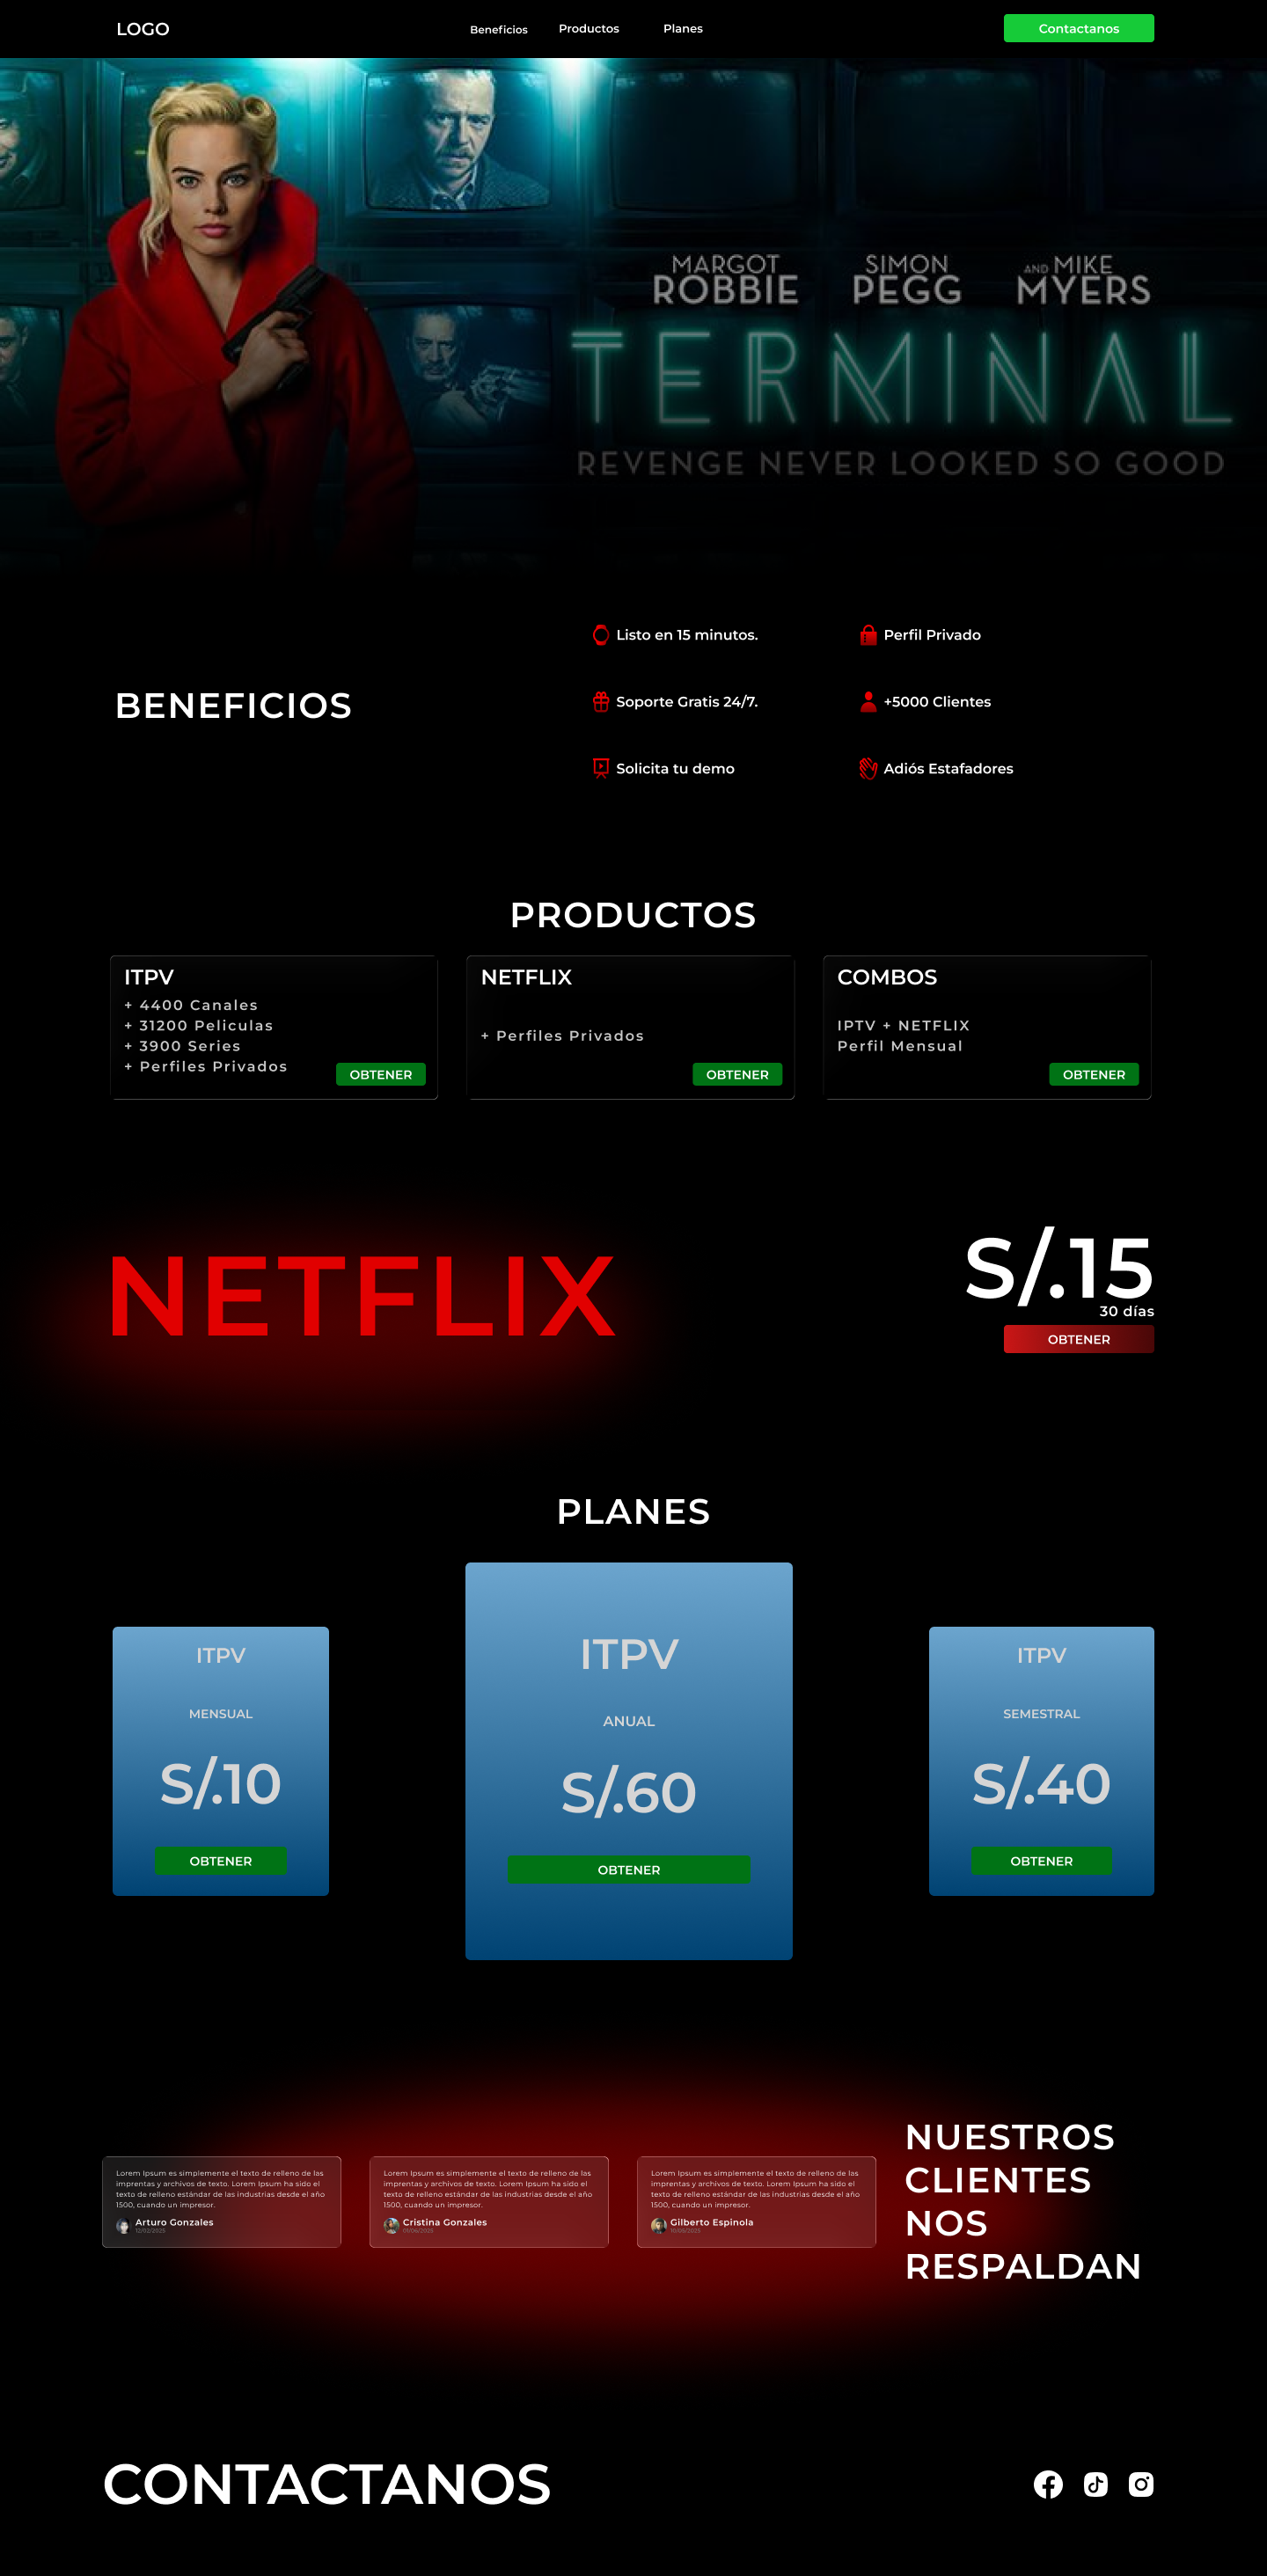 LOGO
Beneficios
Productos
Planes
Contactanos
MARGOT ROBBIE
SIMON PEGG
AND MIKE MYERS
TERMINAL
REVENGE NEVER LOOKED SO GOOD
BENEFICIOS
Listo en 15 minutos.
Perfil Privado
Soporte Gratis 24/7.
+5000 Clientes
Solicita tu demo
Adiós Estafadores
PRODUCTOS
ITPV
+ 4400 Canales
+ 31200 Peliculas
+ 3900 Series
+ Perfiles Privados
OBTENER
NETFLIX
+ Perfiles Privados
OBTENER
COMBOS
IPTV + NETFLIX
Perfil Mensual
OBTENER
NETFLIX
S/.15
30 días
OBTENER
PLANES
ITPV
MENSUAL
S/.10
OBTENER
ITPV
ANUAL
S/.60
OBTENER
ITPV
SEMESTRAL
S/.40
OBTENER
Lorem Ipsum es simplemente el texto de relleno de las
imprentas y archivos de texto. Lorem Ipsum ha sido el
texto de relleno estándar de las industrias desde el año
1500, cuando un impresor.
Arturo Gonzales
12/02/2025
Lorem Ipsum es simplemente el texto de relleno de las
imprentas y archivos de texto. Lorem Ipsum ha sido el
texto de relleno estándar de las industrias desde el año
1500, cuando un impresor.
Cristina Gonzales
01/06/2025
Lorem Ipsum es simplemente el texto de relleno de las
imprentas y archivos de texto. Lorem Ipsum ha sido el
texto de relleno estándar de las industrias desde el año
1500, cuando un impresor.
Gilberto Espinola
10/05/2025
NUESTROS
CLIENTES
NOS
RESPALDAN
CONTACTANOS